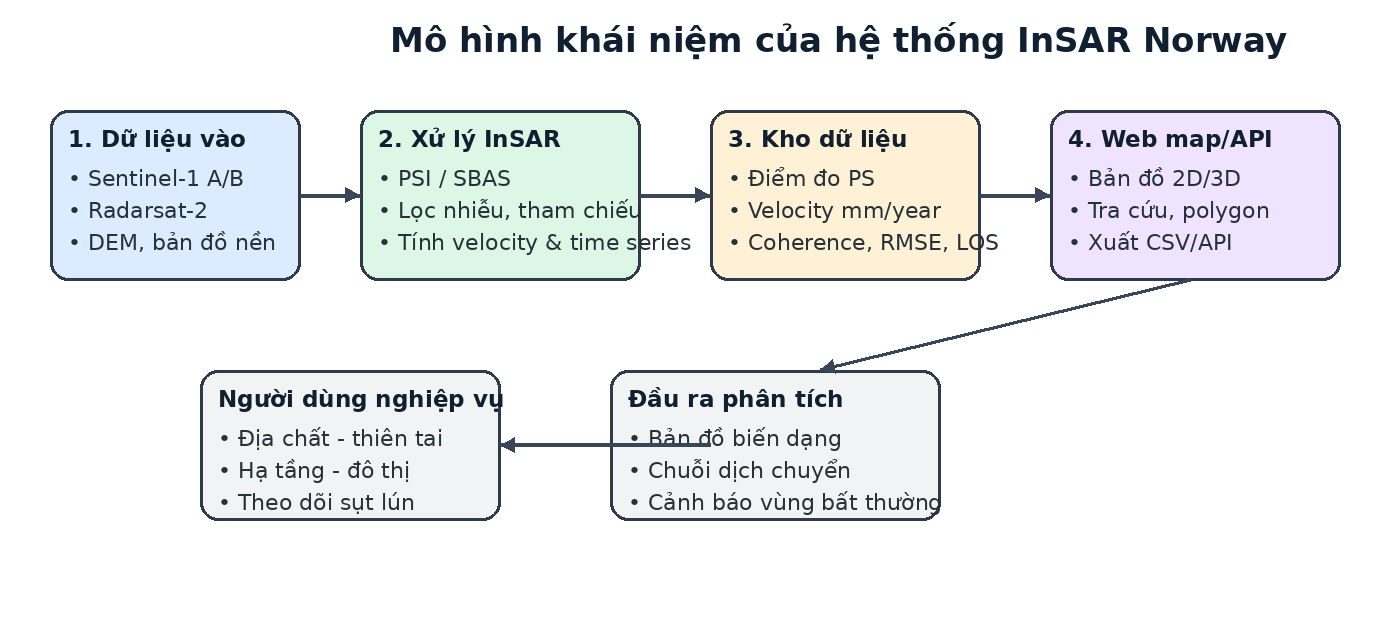 Mô hình khái niệm của hệ thống InSAR Norway
1. Dữ liệu vào
• Sentinel-1 A/B
• Radarsat-2
• DEM, bản đồ nền
2. Xử lý InSAR
• PSI / SBAS
• Lọc nhiễu, tham chiếu
• Tính velocity & time series
3. Kho dữ liệu
• Điểm đo PS
• Velocity mm/year
• Coherence, RMSE, LOS
4. Web map/API
• Bản đồ 2D/3D
• Tra cứu, polygon
• Xuất CSV/API
Người dùng nghiệp vụ
• Địa chất - thiên tai
• Hạ tầng - đô thị
• Theo dõi sụt lún
Đầu ra phân tích
• Bản đồ biến dạng
• Chuỗi dịch chuyển
• Cảnh báo vùng bất thường